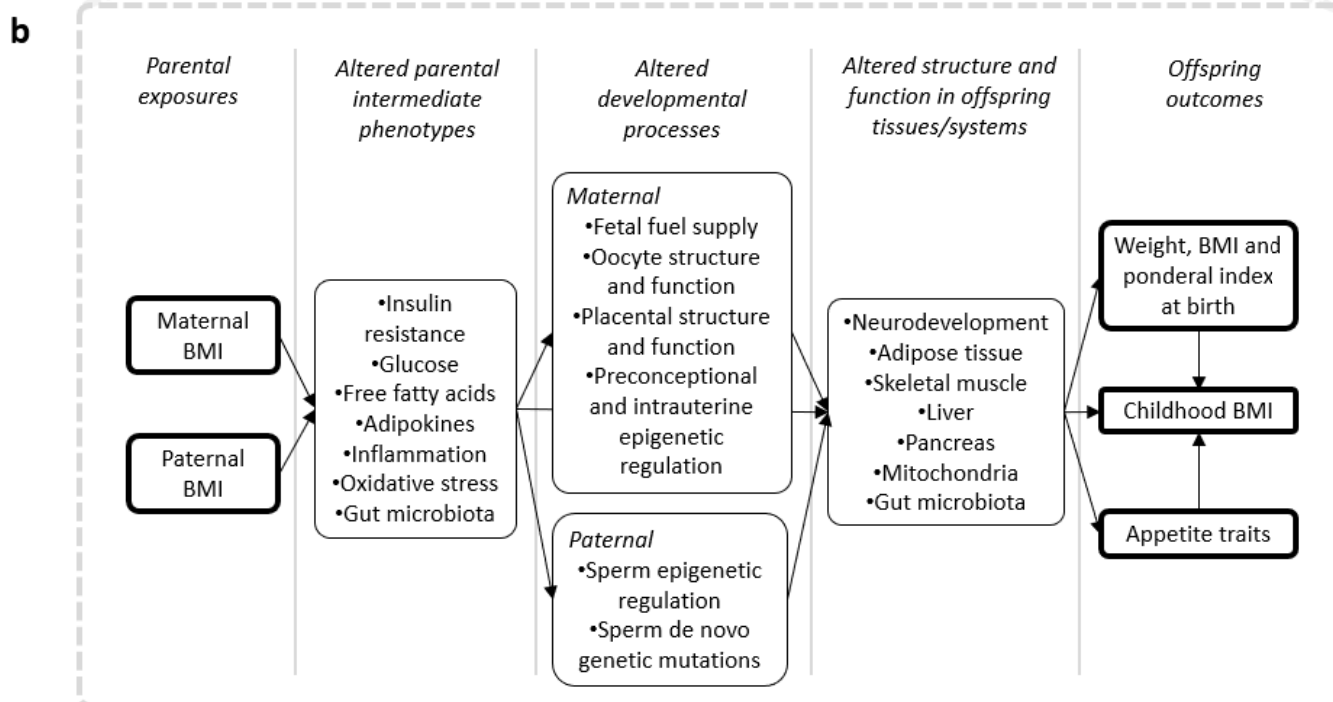 b
Parental
exposures
Altered parental
intermediate
phenotypes
Altered
developmental
processes
Altered structure and
function in offspring
tissues/systems
Offspring
outcomes
Maternal
BMI
Paternal
BMI
•Insulin
resistance
•Glucose
•Free fatty acids
•Adipokines
•Inflammation
•Oxidative stress
•Gut microbiota
Maternal
•Fetal fuel supply
•Oocyte structure
and function
•Placental structure
and function
•Preconceptional
and intrauterine
epigenetic
regulation
Paternal
•Sperm epigenetic
regulation
•Sperm de novo
genetic mutations
•Neurodevelopment
•Adipose tissue
•Skeletal muscle
•Liver
•Pancreas
•Mitochondria
•Gut microbiota
Weight, BMI and
ponderal index
at birth
Childhood BMI
Appetite traits